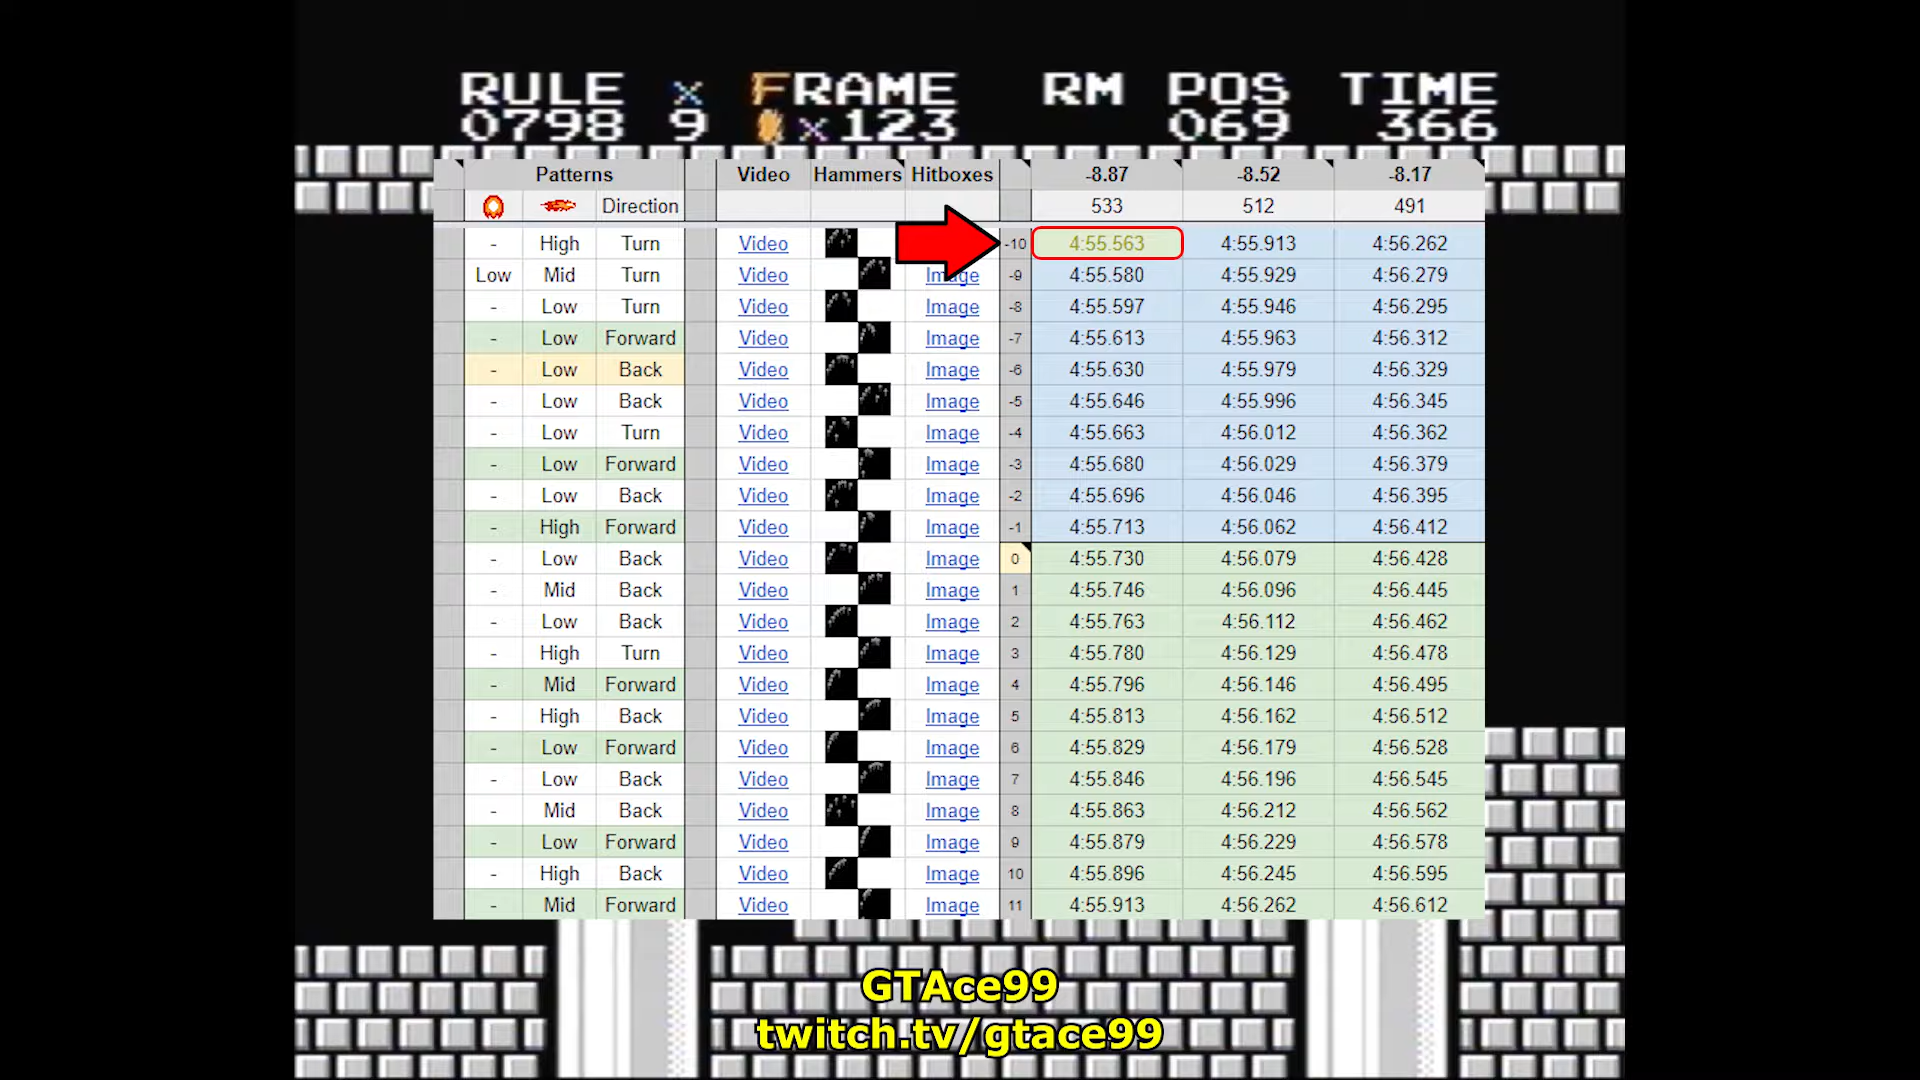 RULE x FRAME RM POS TIME
0798 9 x123 069 366
Patterns Video Hammers Hitboxes -8.87 -8.52 -8.17
Direction 533 512 491
- High Turn Video -10 4:55.563 4:55.913 4:56.262
Low Mid Turn Video Image -9 4:55.580 4:55.929 4:56.279
- Low Turn Video Image -8 4:55.597 4:55.946 4:56.295
- Low Forward Video Image -7 4:55.613 4:55.963 4:56.312
- Low Back Video Image -6 4:55.630 4:55.979 4:56.329
- Low Back Video Image -5 4:55.646 4:55.996 4:56.345
- Low Turn Video Image -4 4:55.663 4:56.012 4:56.362
- Low Forward Video Image -3 4:55.680 4:56.029 4:56.379
- Low Back Video Image -2 4:55.696 4:56.046 4:56.395
- High Forward Video Image -1 4:55.713 4:56.062 4:56.412
- Low Back Video Image 0 4:55.730 4:56.079 4:56.428
- Mid Back Video Image 1 4:55.746 4:56.096 4:56.445
- Low Back Video Image 2 4:55.763 4:56.112 4:56.462
- High Turn Video Image 3 4:55.780 4:56.129 4:56.478
- Mid Forward Video Image 4 4:55.796 4:56.146 4:56.495
- High Back Video Image 5 4:55.813 4:56.162 4:56.512
- Low Forward Video Image 6 4:55.829 4:56.179 4:56.528
- Low Back Video Image 7 4:55.846 4:56.196 4:56.545
- Mid Back Video Image 8 4:55.863 4:56.212 4:56.562
- Low Forward Video Image 9 4:55.879 4:56.229 4:56.578
- High Back Video Image 10 4:55.896 4:56.245 4:56.595
- Mid Forward Video Image 11 4:55.913 4:56.262 4:56.612
GTAce99
twitch.tv/gtace99